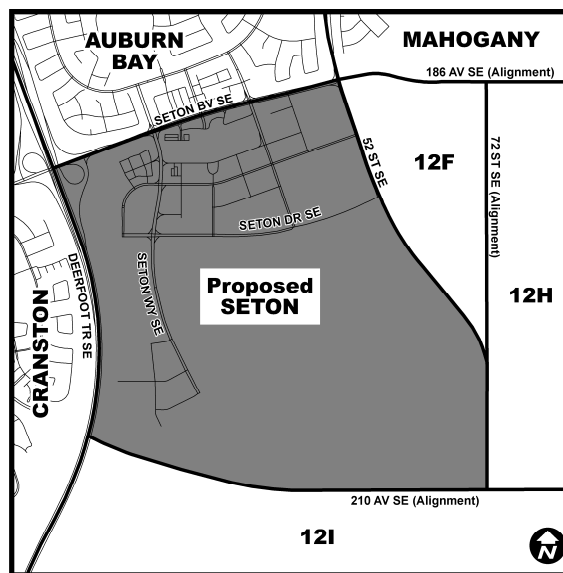 AUBURN
BAY
MAHOGANY
186 AV SE (Alignment)
SETON BV SE
52 ST SE
12F
72 ST SE (Alignment)
SETON DR SE
DEERFOOT TR SE
SETON WY SE
Proposed
SETON
12H
CRANSTON
210 AV SE (Alignment)
12I
N